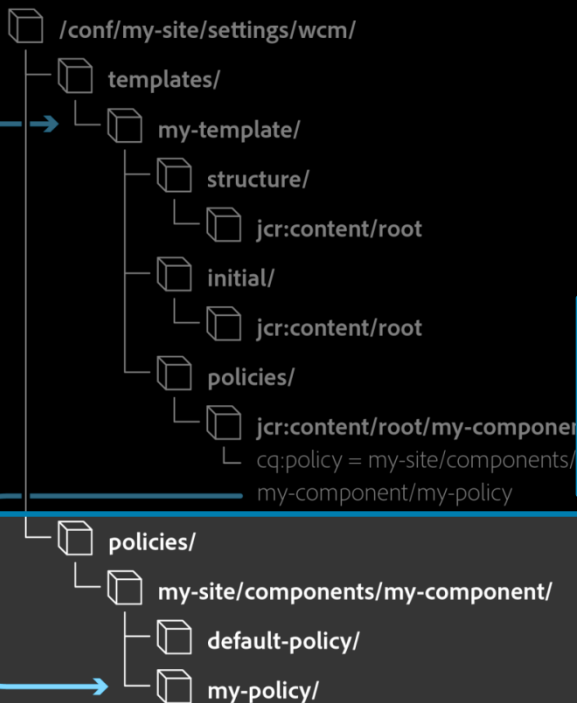 /conf/my-site/settings/wcm/
templates/
my-template/
structure/
jcr:content/root
initial/
jcr:content/root
policies/
jcr:content/root/my-componen
cq:policy = my-site/components/
my-component/my-policy
policies/
my-site/components/my-component/
default-policy/
my-policy/